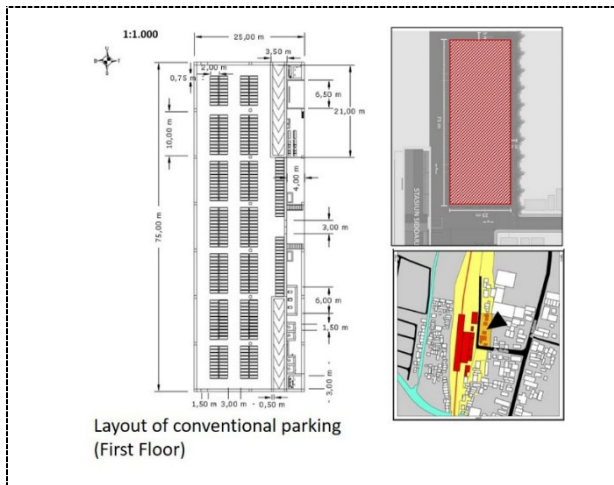 1:1.000
25,00 m
3,50 m
2,00 m
0,75 m
6,50 m
21,00 m
10,00 m
4,00 m
75,00 m
3,00 m
6,00 m
1,50 m
3,00 m
1,50 m
3,00 m
0,50 m
STASIUN SIDOARJ
Layout of conventional parking
(First Floor)